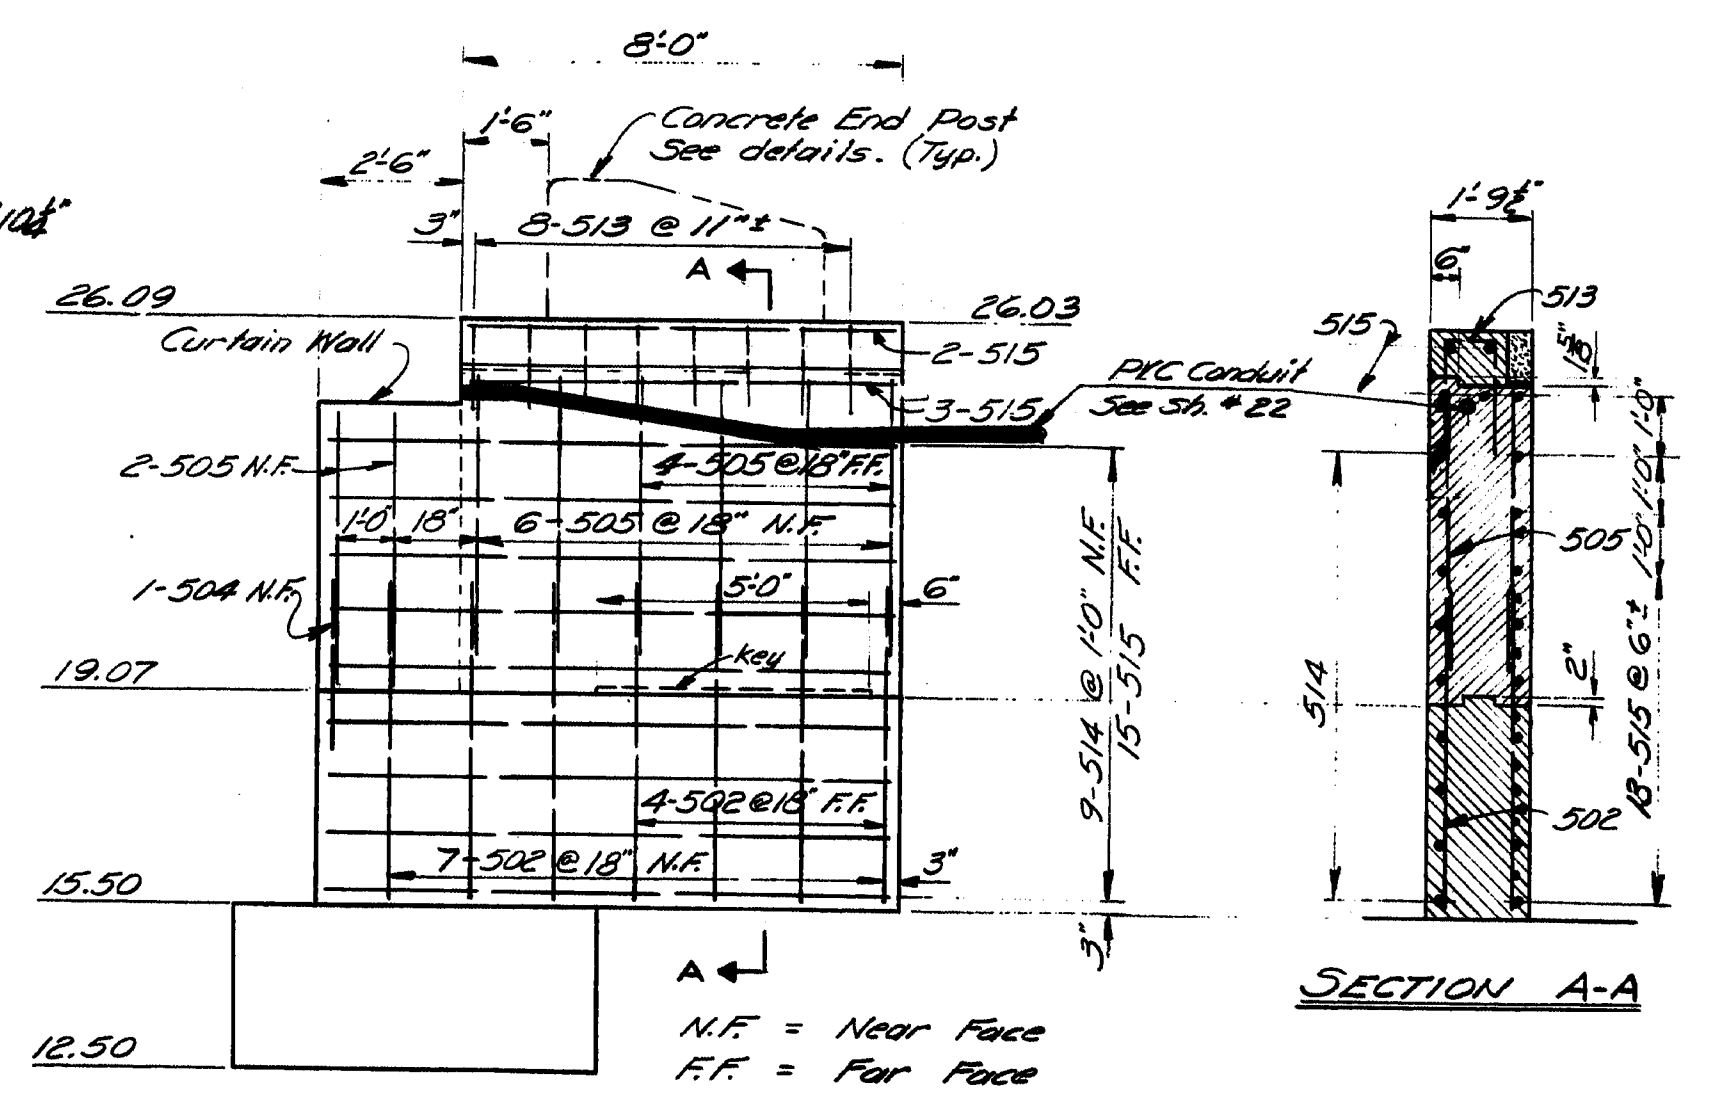 8'-0"
1'-6"
Concrete End Post
See details. (Typ.)
2'-6"
3"
8-513 @ 11"±
A
26.09
26.03
Curtain Wall
2-515
3-515
PVC Conduit
See Sh. # 22
2-505 N.F.
4-505 @ 18" F.F.
1'-0"
18"
6-505 @ 18" N.F.
1-504 N.F.
5'-0"
6"
key
19.07
9-514 @ 1'-0" N.F.
15-515 F.F.
4-502 @ 18" F.F.
7-502 @ 18" N.F.
3"
15.50
3"
A
12.50
N.F. = Near Face
F.F. = Far Face
1'-9½"
6"
513
515
1⅝"
1'-0"
1'-0"
1'-0"
505
514
2"
13-515 @ 6"±
502
SECTION A-A